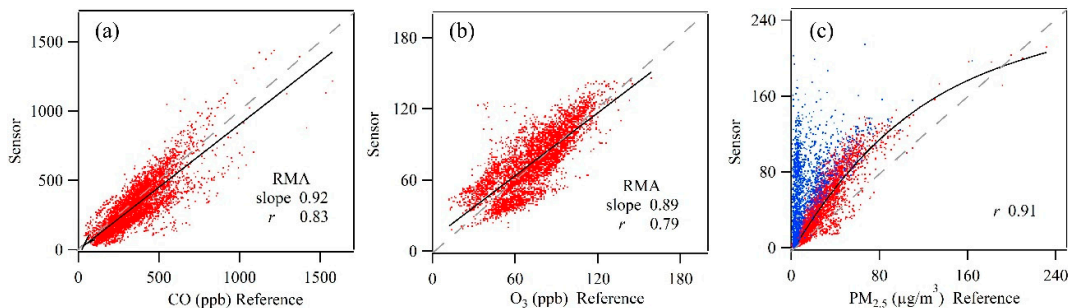 (a)
1500
1000
500
0
Sensor
0
500
1000
1500
CO (ppb) Reference
RMA
slope 0.92
r 0.83
(b)
180
120
60
0
Sensor
0
60
120
180
O₃ (ppb) Reference
RMA
slope 0.89
r 0.79
(c)
240
160
80
0
Sensor
0
80
160
240
PM₂.₅ (μg/m³) Reference
r 0.91